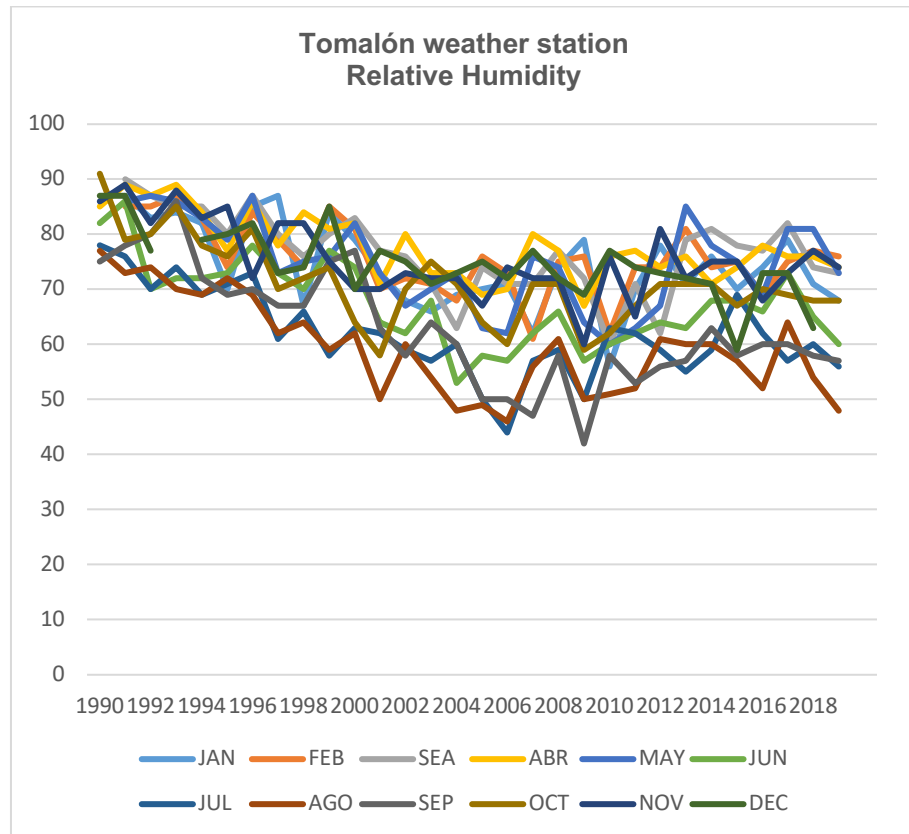 Tomalón weather station
Relative Humidity
100
90
80
70
60
50
40
30
20
10
0
1990 1992 1994 1996 1998 2000 2002 2004 2006 2008 2010 2012 2014 2016 2018
JAN FEB SEA ABR MAY JUN
JUL AGO SEP OCT NOV DEC